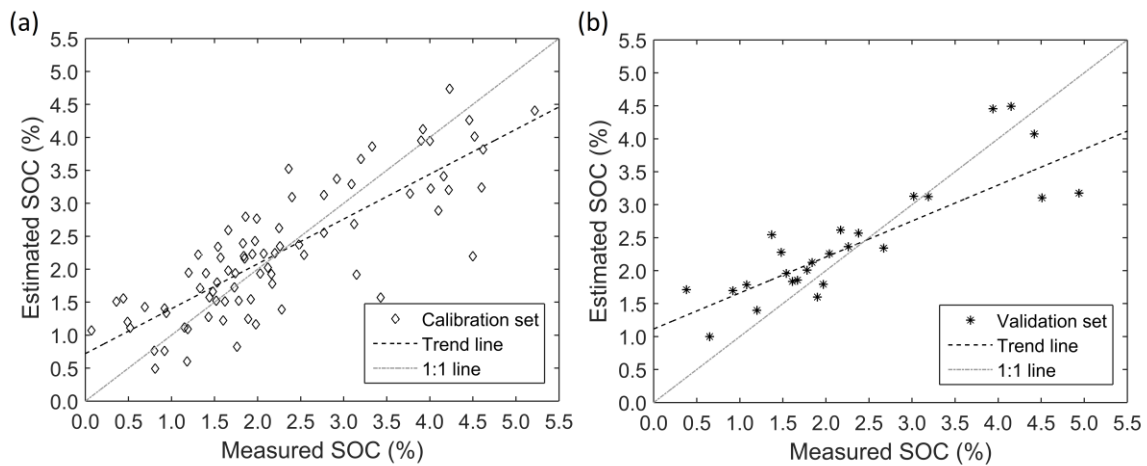 (a)
5.5
5.0
4.5
4.0
3.5
3.0
2.5
2.0
1.5
1.0
0.5
0.0
Estimated SOC (%)
0.0 0.5 1.0 1.5 2.0 2.5 3.0 3.5 4.0 4.5 5.0 5.5
Measured SOC (%)
Calibration set
Trend line
1:1 line
(b)
5.5
5.0
4.5
4.0
3.5
3.0
2.5
2.0
1.5
1.0
0.5
0.0
Estimated SOC (%)
0.0 0.5 1.0 1.5 2.0 2.5 3.0 3.5 4.0 4.5 5.0 5.5
Measured SOC (%)
Validation set
Trend line
1:1 line